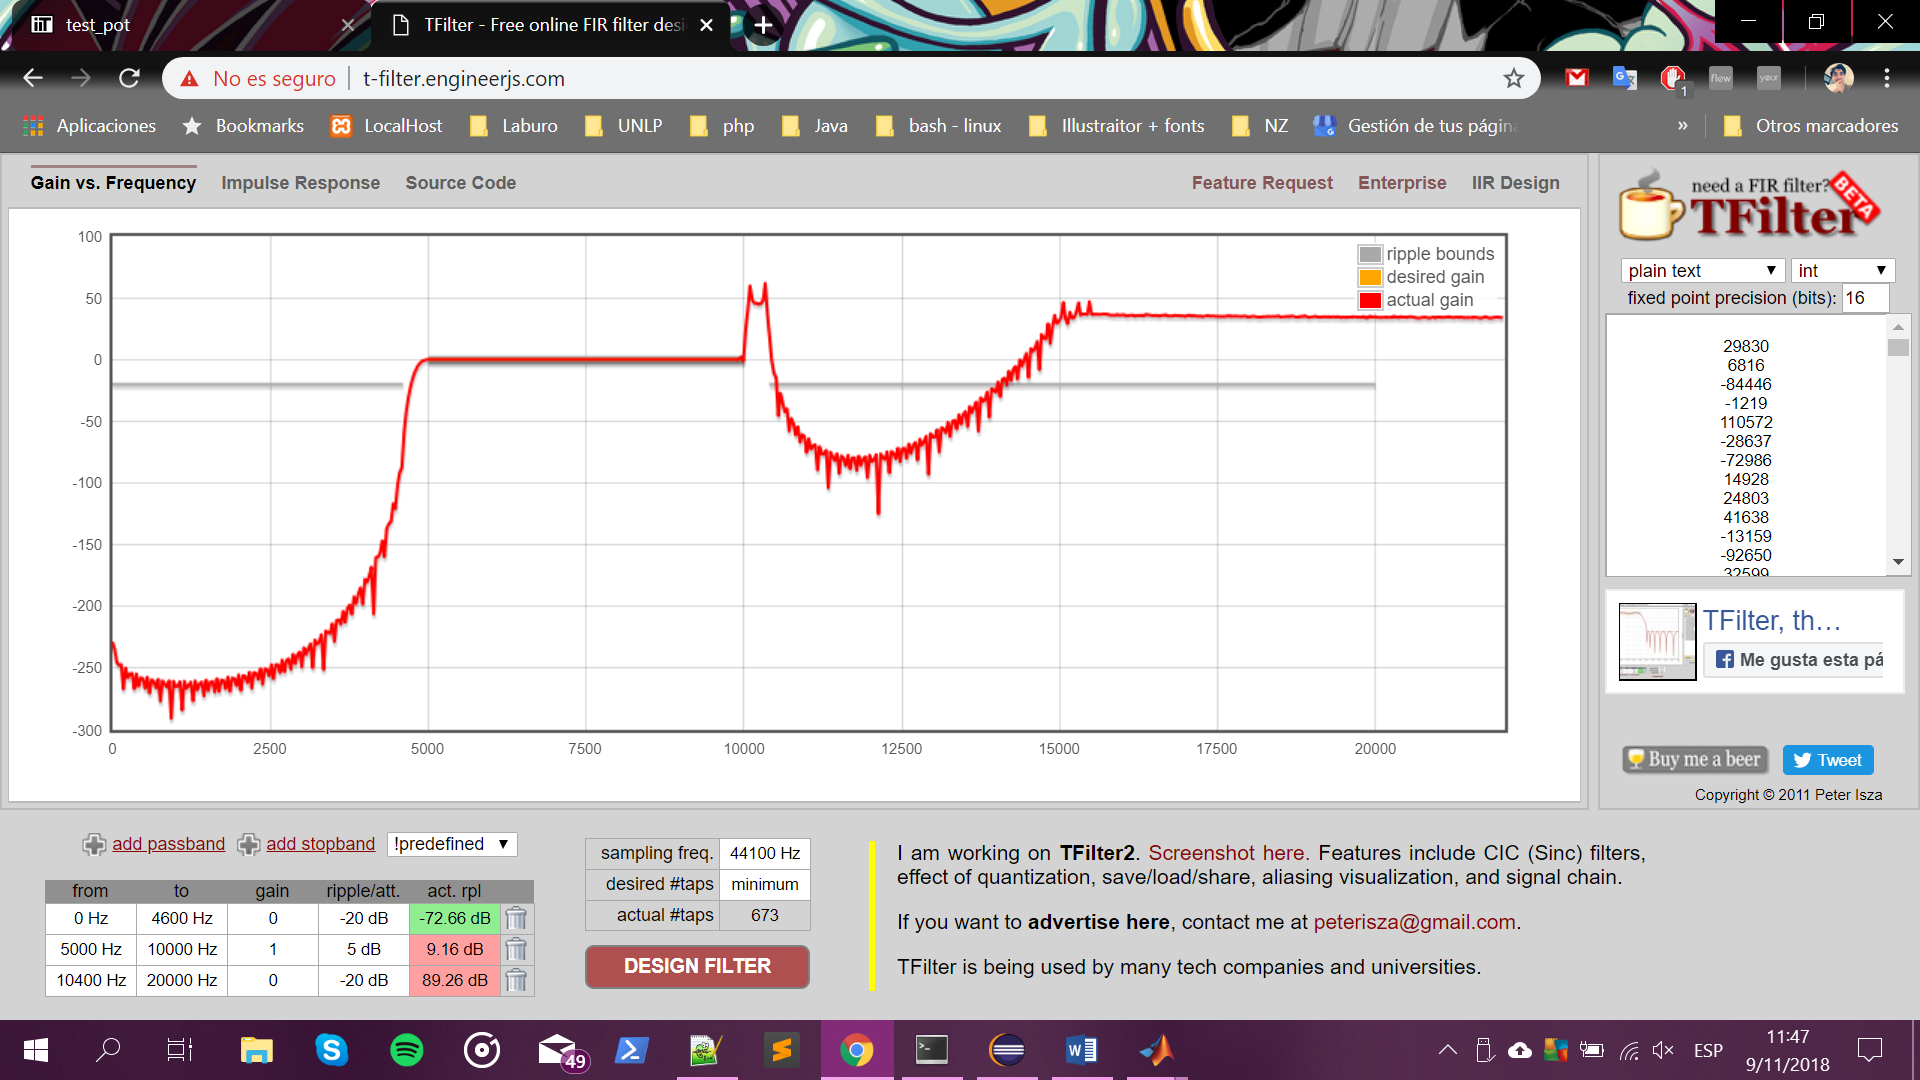 test_pot
TFilter - Free online FIR filter desi
No es seguro
t-filter.engineerjs.com
1
flew
your
Aplicaciones
Bookmarks
LocalHost
Laburo
UNLP
php
Java
bash - linux
Illustraitor + fonts
NZ
Gestión de tus págin
»
Otros marcadores
Gain vs. Frequency
Impulse Response
Source Code
Feature Request
Enterprise
IIR Design
100
50
0
-50
-100
-150
-200
-250
-300
0
2500
5000
7500
10000
12500
15000
17500
20000
ripple bounds
desired gain
actual gain
need a FIR filter?
TFilter
BETA
plain text
int
fixed point precision (bits): 16
29830
6816
-84446
-1219
110572
-28637
-72986
14928
24803
41638
-13159
-92650
32599
TFilter, th…
Me gusta esta pá
Buy me a beer
Tweet
Copyright © 2011 Peter Isza
add passband
add stopband
!predefined
from to gain ripple/att. act. rpl
0 Hz 4600 Hz 0 -20 dB -72.66 dB
5000 Hz 10000 Hz 1 5 dB 9.16 dB
10400 Hz 20000 Hz 0 -20 dB 89.26 dB
sampling freq. 44100 Hz
desired #taps minimum
actual #taps 673
DESIGN FILTER
I am working on TFilter2. Screenshot here. Features include CIC (Sinc) filters,
effect of quantization, save/load/share, aliasing visualization, and signal chain.
If you want to advertise here, contact me at peterisza@gmail.com.
TFilter is being used by many tech companies and universities.
49
ESP
11:47
9/11/2018